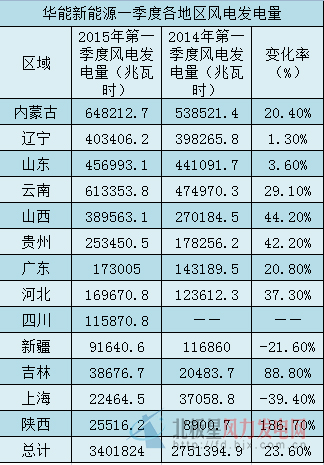 华能新能源一季度各地区风电发电量
区域 2015年第一季度风电发电量（兆瓦时） 2014年第一季度风电发电量（兆瓦时） 变化率（%）
内蒙古 648212.7 538521.4 20.40%
辽宁 403406.2 398265.8 1.30%
山东 456993.1 441091.7 3.60%
云南 613353.8 474970.3 29.10%
山西 389563.1 270184.5 44.20%
贵州 253450.5 178256.2 42.20%
广东 173005 143189.5 20.80%
河北 169670.8 123612.3 37.30%
四川 115870.8 —— ——
新疆 91640.6 116860 -21.60%
吉林 38676.7 20483.7 88.80%
上海 22464.5 37058.8 -39.40%
陕西 25516.2 8900.7 186.70%
总计 3401824 2751394.9 23.60%
北极星风力发电网